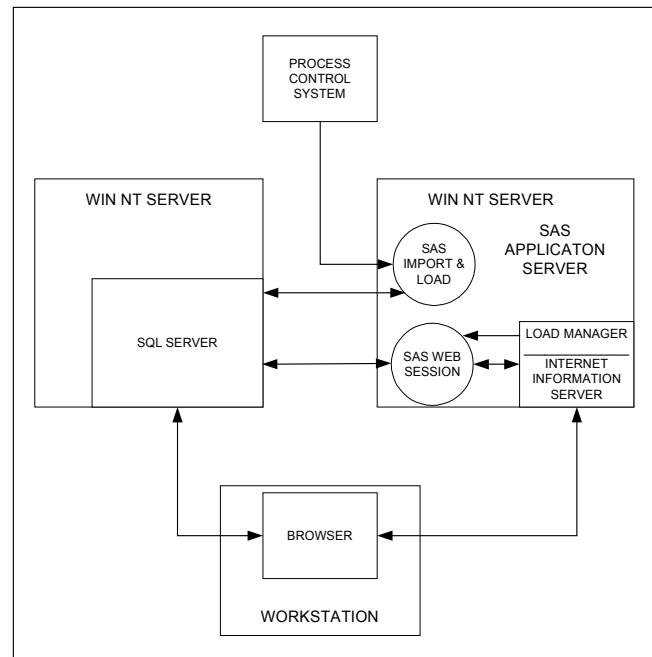 PROCESS
CONTROL
SYSTEM
WIN NT SERVER
SQL SERVER
WIN NT SERVER
SAS
APPLICATON
SERVER
SAS
IMPORT &
LOAD
SAS WEB
SESSION
LOAD MANAGER
INTERNET
INFORMATION
SERVER
BROWSER
WORKSTATION